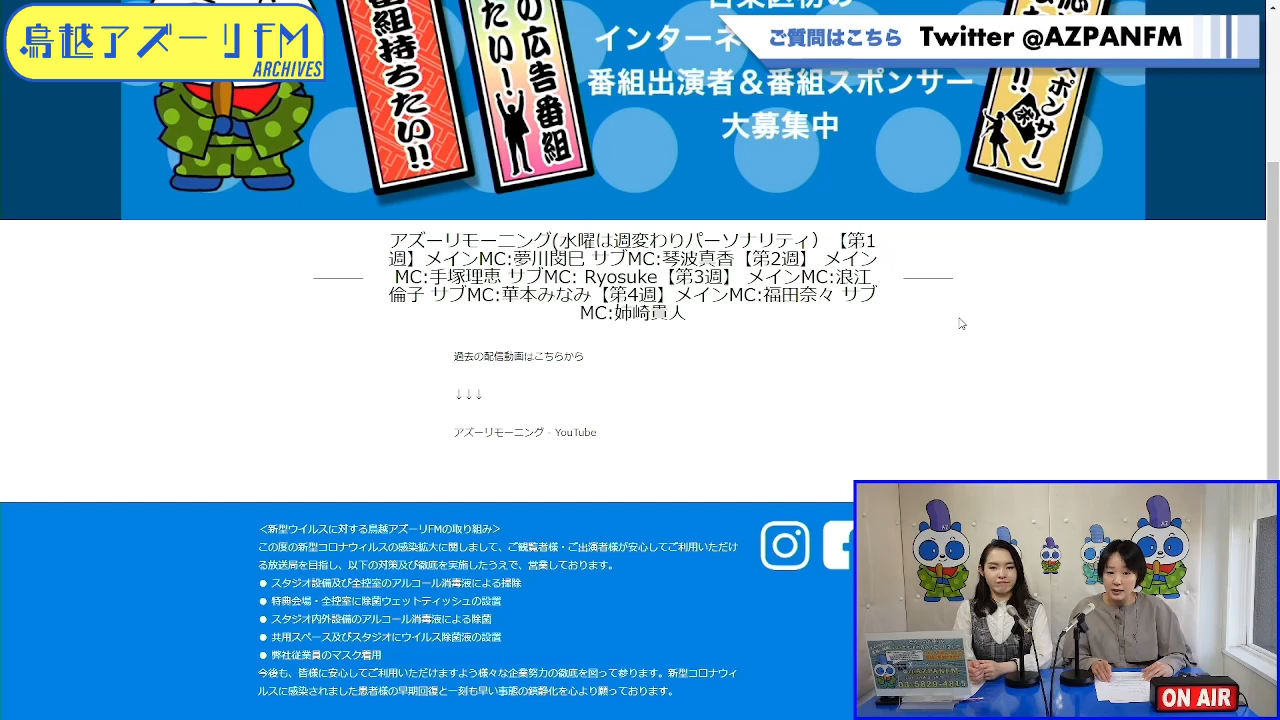 鳥越アズーリFM
ARCHIVES
番組持ちたい!!
たい!
の広告番組
インターネ
番組出演者&番組スポンサー
大募集中
ご質問はこちら Twitter @AZPANFM
アズーリモーニング(水曜は週変わりパーソナリティ) 【第1
週】メインMC:夢川閔巳 サブMC:琴波真香【第2週】 メイン
MC:手塚理恵 サブMC: Ryosuke【第3週】 メインMC:浪江
倫子 サブMC:華本みなみ【第4週】メインMC:福田奈々 サブ
MC:姉崎貴人
過去の配信動画はこちらから
↓↓↓
アズーリモーニング - YouTube
<新型ウイルスに対する鳥越アズーリFMの取り組み>
この度の新型コロナウィルスの感染拡大に関しまして、ご観覧者様・ご出演者様が安心してご利用いただけ
る放送局を目指し、以下の対策及び徹底を実施したうえで、営業しております。
● スタジオ設備及び全控室のアルコール消毒液による掃除
● 特典会場・全控室に除菌ウェットティッシュの設置
● スタジオ内外設備のアルコール消毒液による除菌
● 共用スペース及びスタジオにウイルス除菌液の設置
● 弊社従業員のマスク着用
今後も、皆様に安心してご利用いただけますよう様々な企業努力の徹底を図って参ります。新型コロナウィ
ルスに感染されました患者様の早期回復と一刻も早い事態の鎮静化を心より願っております。
AZPANFM
03-5829-4815
ON AIR